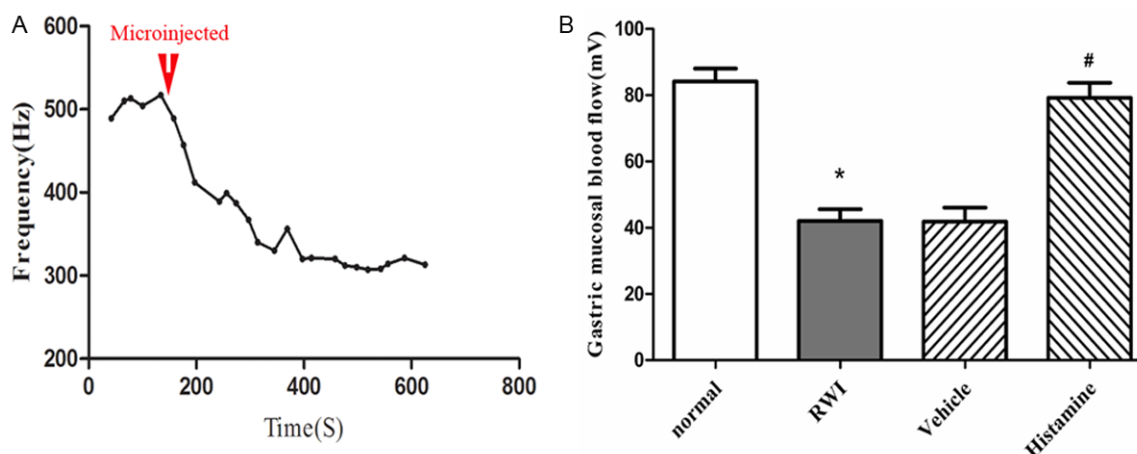 A
Frequency(Hz)
600
500
400
300
200
Microinjected
0
200
400
600
800
Time(S)
B
Gastric mucosal blood flow(mV)
100
80
60
40
20
0
*
#
normal
RWI
Vehicle
Histamine